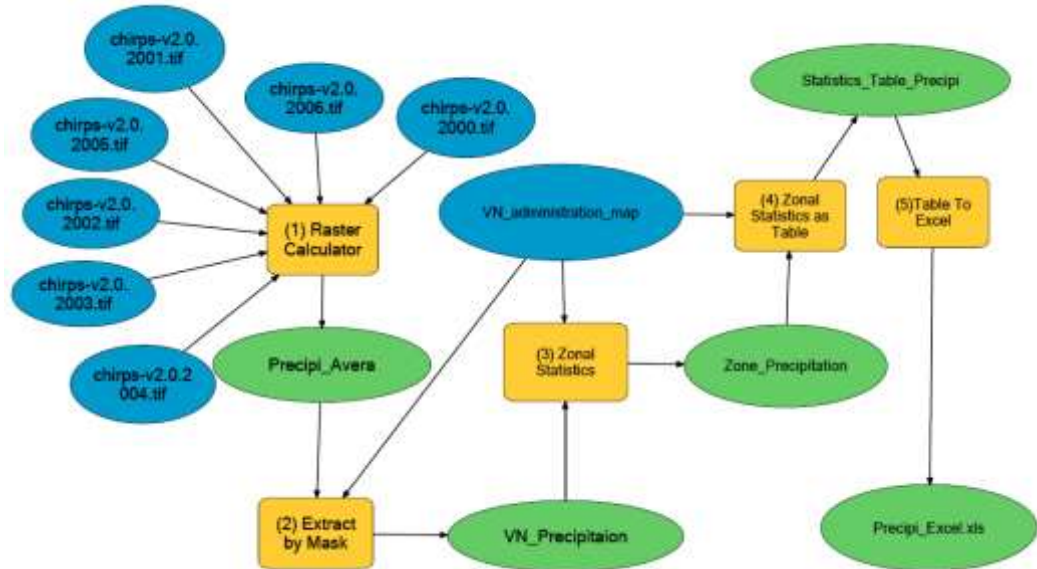 chirps-v2.0.
2001.tif
chirps-v2.0.
2006.tif
chirps-v2.0.
2000.tif
chirps-v2.0.
2005.tif
chirps-v2.0.
2002.tif
chirps-v2.0.
2003.tif
chirps-v2.0.2
004.tif
(1) Raster
Calculator
Precipi_Avera
(2) Extract
by Mask
VN_Precipitaion
VN_administration_map
(3) Zonal
Statistics
Zone_Precipitation
(4) Zonal
Statistics as
Table
Statistics_Table_Precipi
(5)Table To
Excel
Precipi_Excel.xls